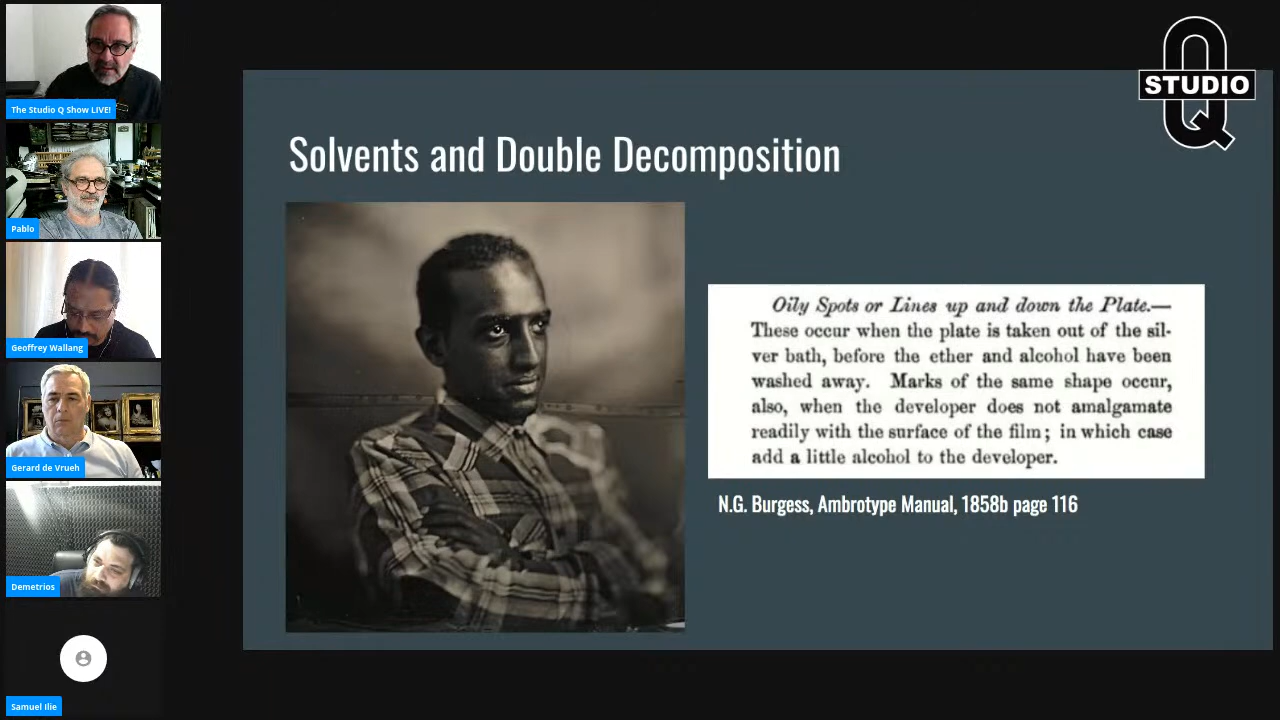 The Studio Q Show LIVE!
Pablo
Geoffrey Wallang
Gerard de Vrueh
Demetrios
Samuel Ilie
Q
STUDIO
Solvents and Double Decomposition
Oily Spots or Lines up and down the Plate.—
These occur when the plate is taken out of the sil-
ver bath, before the ether and alcohol have been
washed away. Marks of the same shape occur,
also, when the developer does not amalgamate
readily with the surface of the film; in which case
add a little alcohol to the developer.
N.G. Burgess, Ambrotype Manual, 1858b page 116